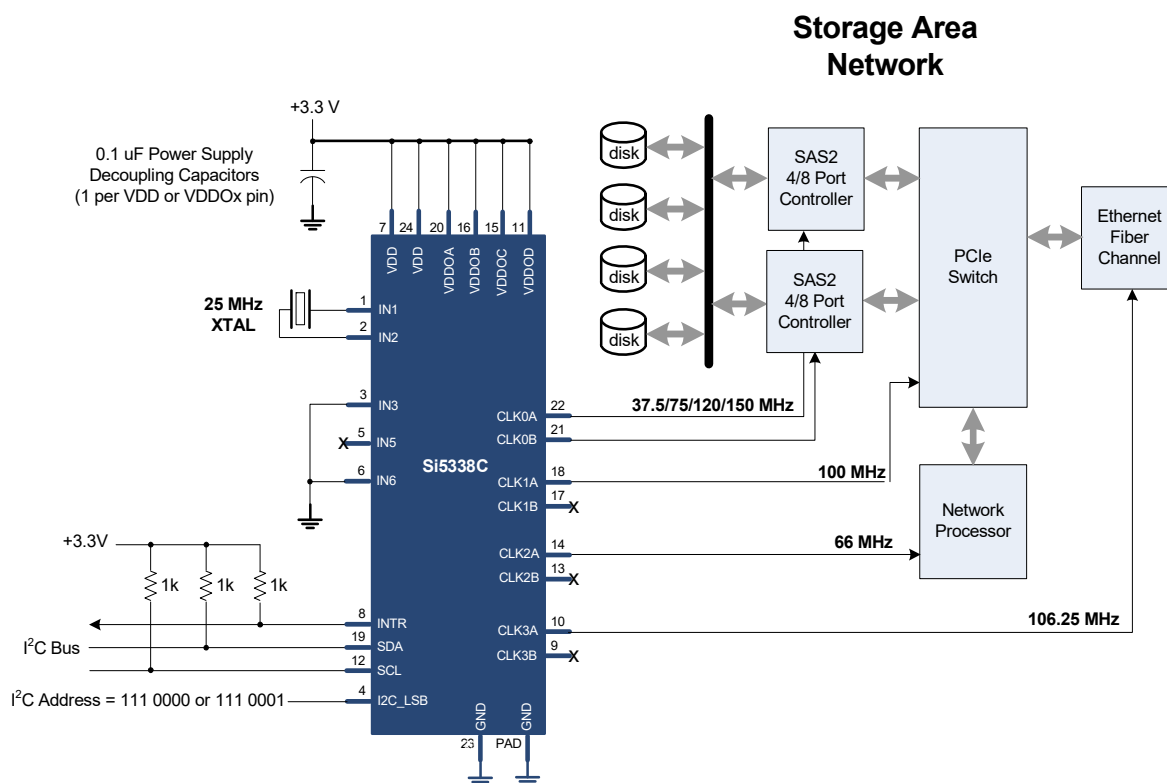 Storage Area
Network
+3.3 V
0.1 uF Power Supply
Decoupling Capacitors
(1 per VDD or VDDOx pin)
7
24
20
16
15
11
VDD
VDD
VDDOA
VDDOB
VDDOC
VDDOD
25 MHz
XTAL
1
IN1
2
IN2
3
IN3
5
X
IN5
6
IN6
Si5338C
+3.3V
1k
1k
1k
8
INTR
I²C Bus
19
SDA
12
SCL
I²C Address = 111 0000 or 111 0001
4
I2C_LSB
GND
GND
23
PAD
CLK0A
22
37.5/75/120/150 MHz
CLK0B
21
CLK1A
18
100 MHz
CLK1B
17
X
CLK2A
14
66 MHz
CLK2B
13
X
CLK3A
10
106.25 MHz
CLK3B
9
X
disk
disk
disk
disk
SAS2
4/8 Port
Controller
SAS2
4/8 Port
Controller
PCIe
Switch
Ethernet
Fiber
Channel
Network
Processor